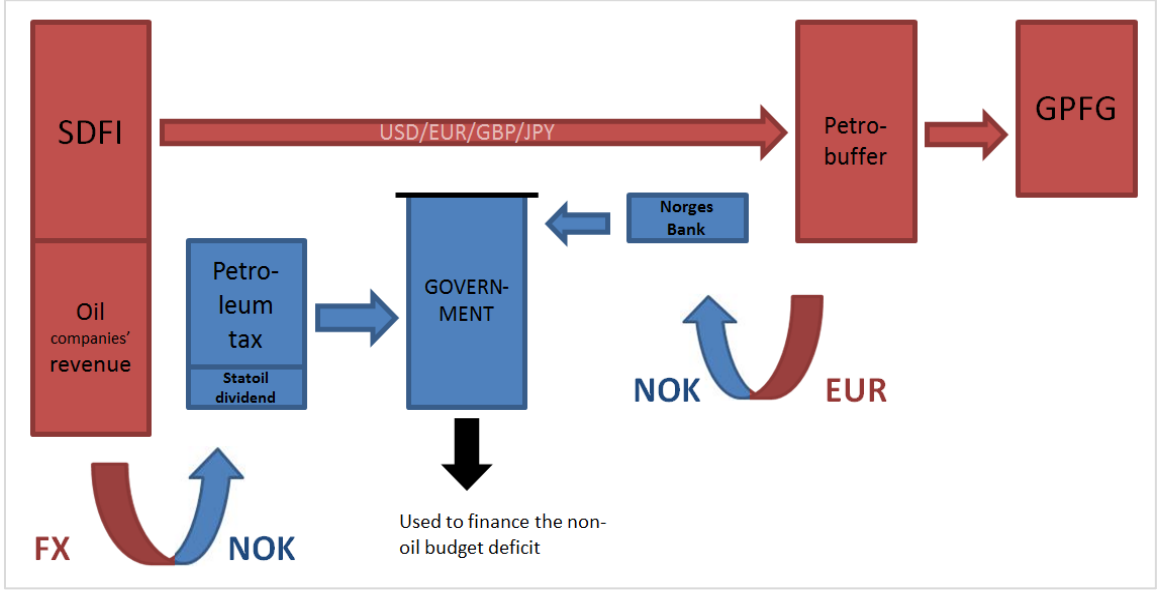 SDFI
USD/EUR/GBP/JPY
Petro-
buffer
GPFG
Norges
Bank
Petro-
leum
tax
GOVERN-
MENT
Oil
companies’
revenue
Statoil
dividend
NOK
EUR
FX
NOK
Used to finance the non-
oil budget deficit